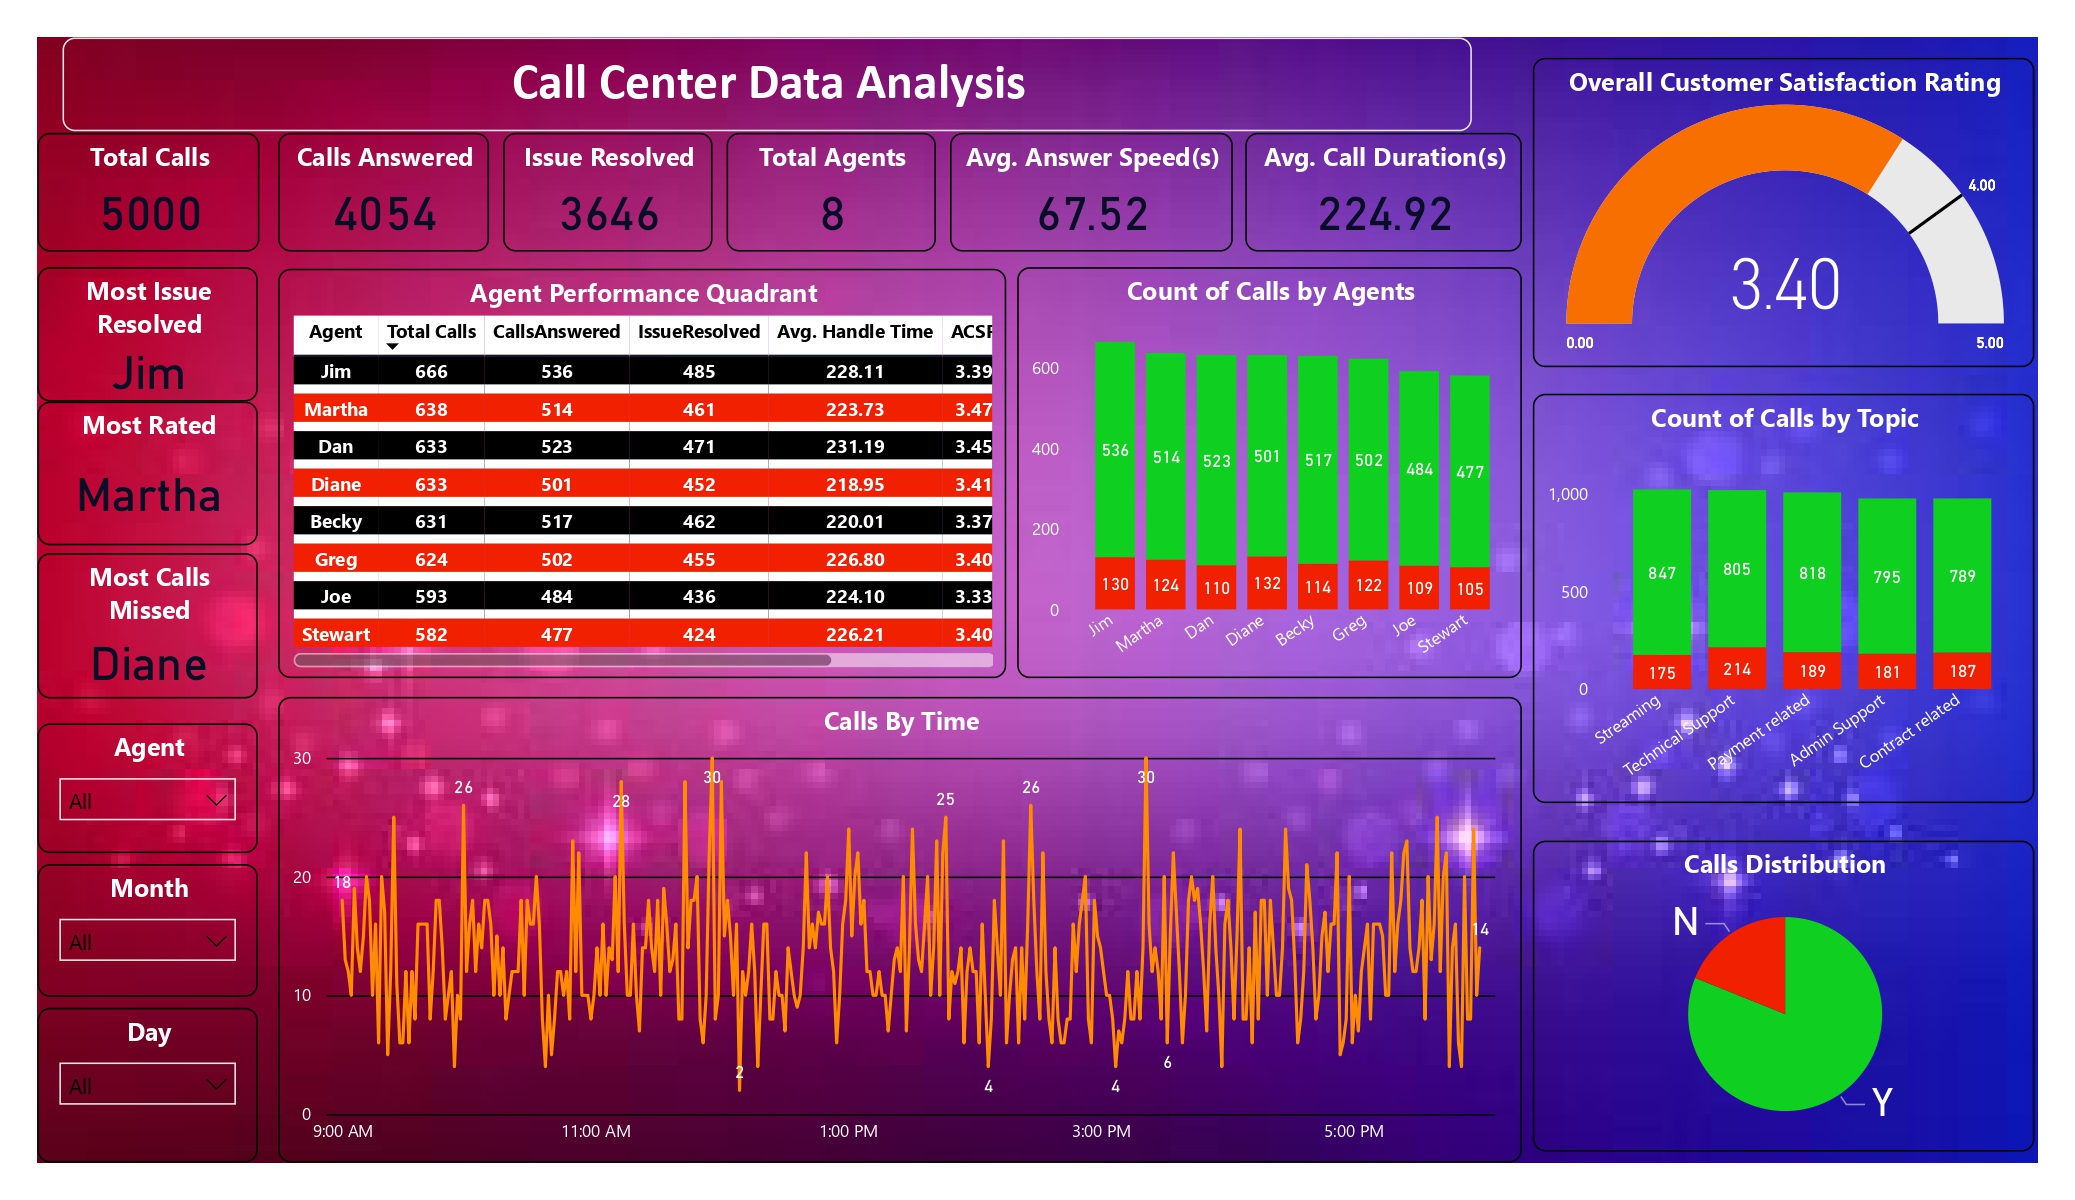 Call Center Data Analysis
Total Calls
5000
Calls Answered
4054
Issue Resolved
3646
Total Agents
8
Avg. Answer Speed(s)
67.52
Avg. Call Duration(s)
224.92
Overall Customer Satisfaction Rating
4.00
3.40
0.00 5.00
Most Issue
Resolved
Jim
Most Rated
Martha
Most Calls
Missed
Diane
Agent
All
Month
All
Day
All
Agent Performance Quadrant
Agent Total Calls CallsAnswered IssueResolved Avg. Handle Time ACSR
Jim 666 536 485 228.11 3.39
Martha 638 514 461 223.73 3.47
Dan 633 523 471 231.19 3.45
Diane 633 501 452 218.95 3.41
Becky 631 517 462 220.01 3.37
Greg 624 502 455 226.80 3.40
Joe 593 484 436 224.10 3.33
Stewart 582 477 424 226.21 3.40
Count of Calls by Agents
600
400
200
0
536 514 523 501 517 502 484 477
130 124 110 132 114 122 109 105
Jim Martha Dan Diane Becky Greg Joe Stewart
Count of Calls by Topic
1,000
500
0
847 805 818 795 789
175 214 189 181 187
Streaming Technical Support Payment related Admin Support Contract related
Calls By Time
30
20
10
0
18 26 28 30 2 25 4 26 4 30 6 14
9:00 AM 11:00 AM 1:00 PM 3:00 PM 5:00 PM
Calls Distribution
N
Y